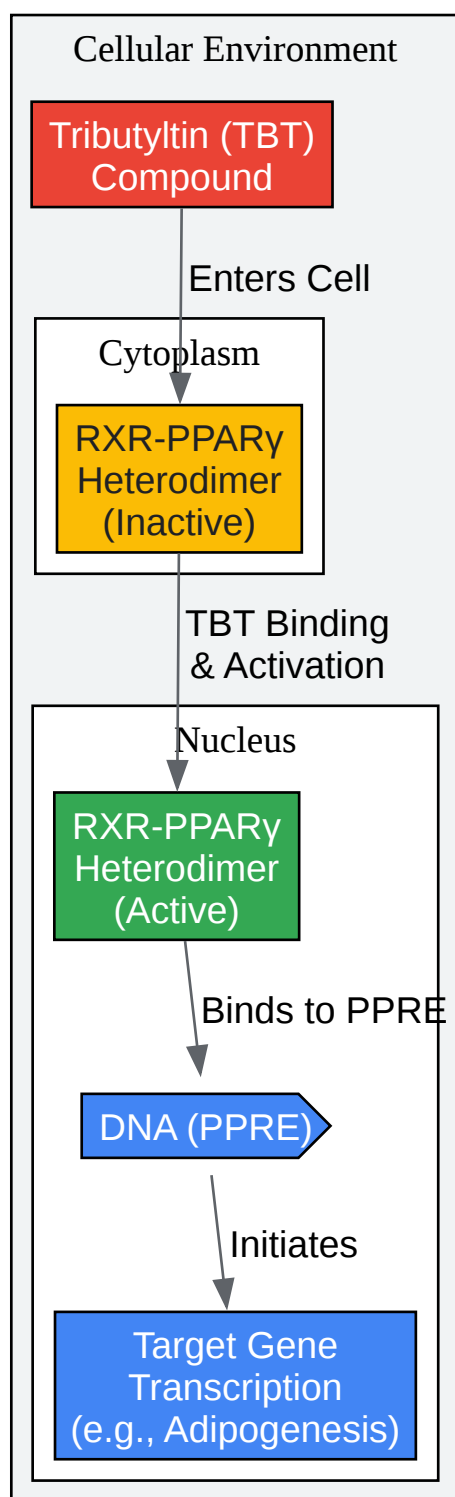 Cellular Environment
Tributyltin (TBT)
Compound
Enters Cell
Cytoplasm
RXR-PPARγ
Heterodimer
(Inactive)
TBT Binding
& Activation
Nucleus
RXR-PPARγ
Heterodimer
(Active)
Binds to PPRE
DNA (PPRE)
Initiates
Target Gene
Transcription
(e.g., Adipogenesis)